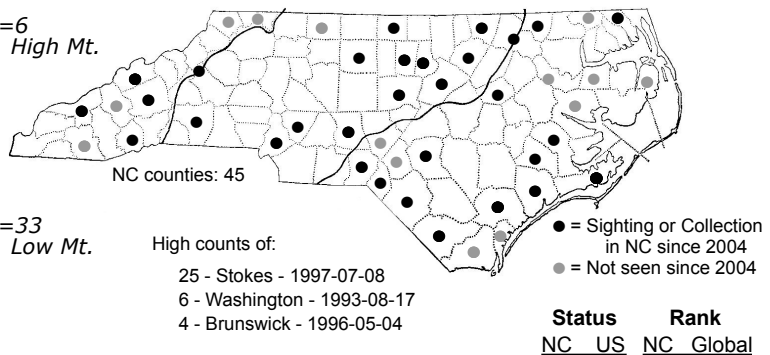 =6
High Mt.
NC counties: 45
=33
Low Mt.
High counts of:
25 - Stokes - 1997-07-08
6 - Washington - 1993-08-17
4 - Brunswick - 1996-05-04
● = Sighting or Collection
in NC since 2004
● = Not seen since 2004
Status Rank
NC US NC Global